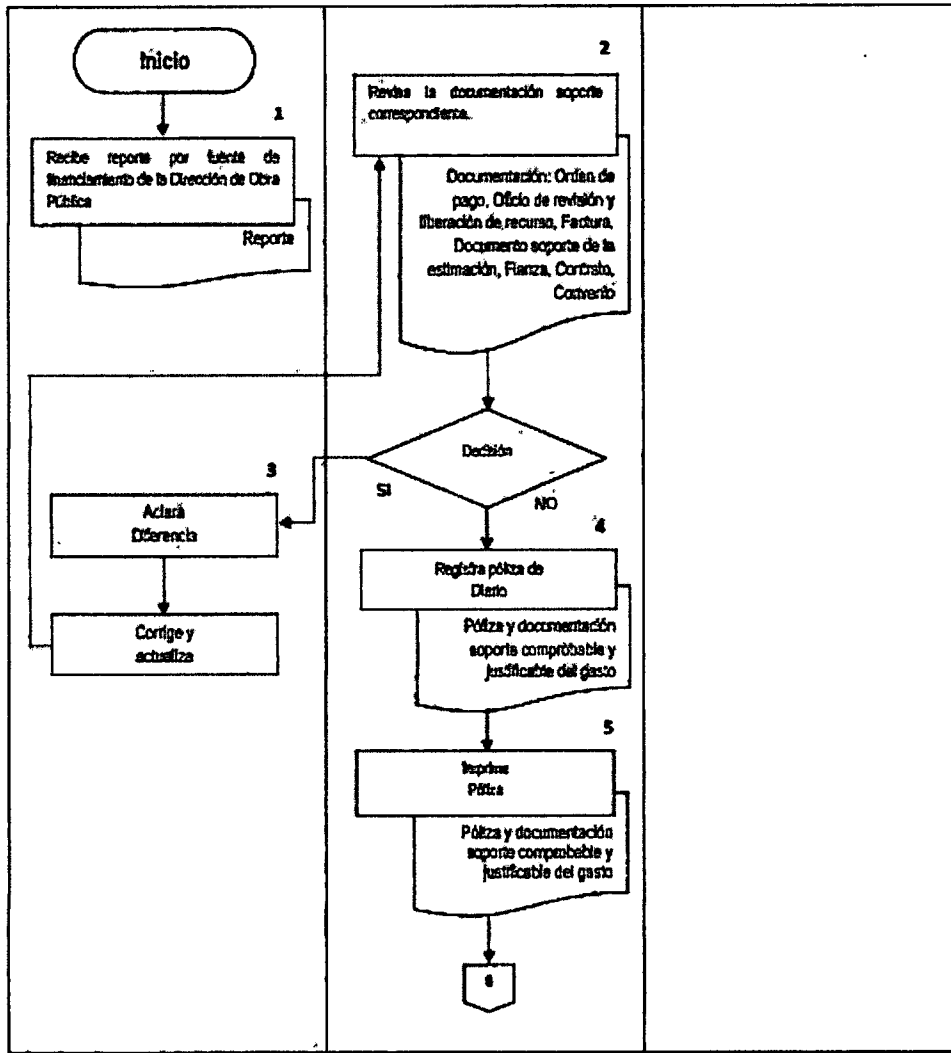 Inicio
1
Recibe reporte por fuente de
financiamiento de la Dirección de Obra
Pública
Reporte
2
Revisa la documentación soporte
correspondiente.
Documentación: Orden de
pago, Oficio de revisión y
liberación de recurso, Factura,
Documento soporte de la
estimación, Fianza, Contrato,
Convenio
Decisión
SI
NO
3
Aclara
Diferencia
Corrige y
actualiza
4
Registra póliza de
Diario
Póliza y documentación
soporte comprobable y
justificable del gasto
5
Imprime
Póliza
Póliza y documentación
soporte comprobable y
justificable del gasto